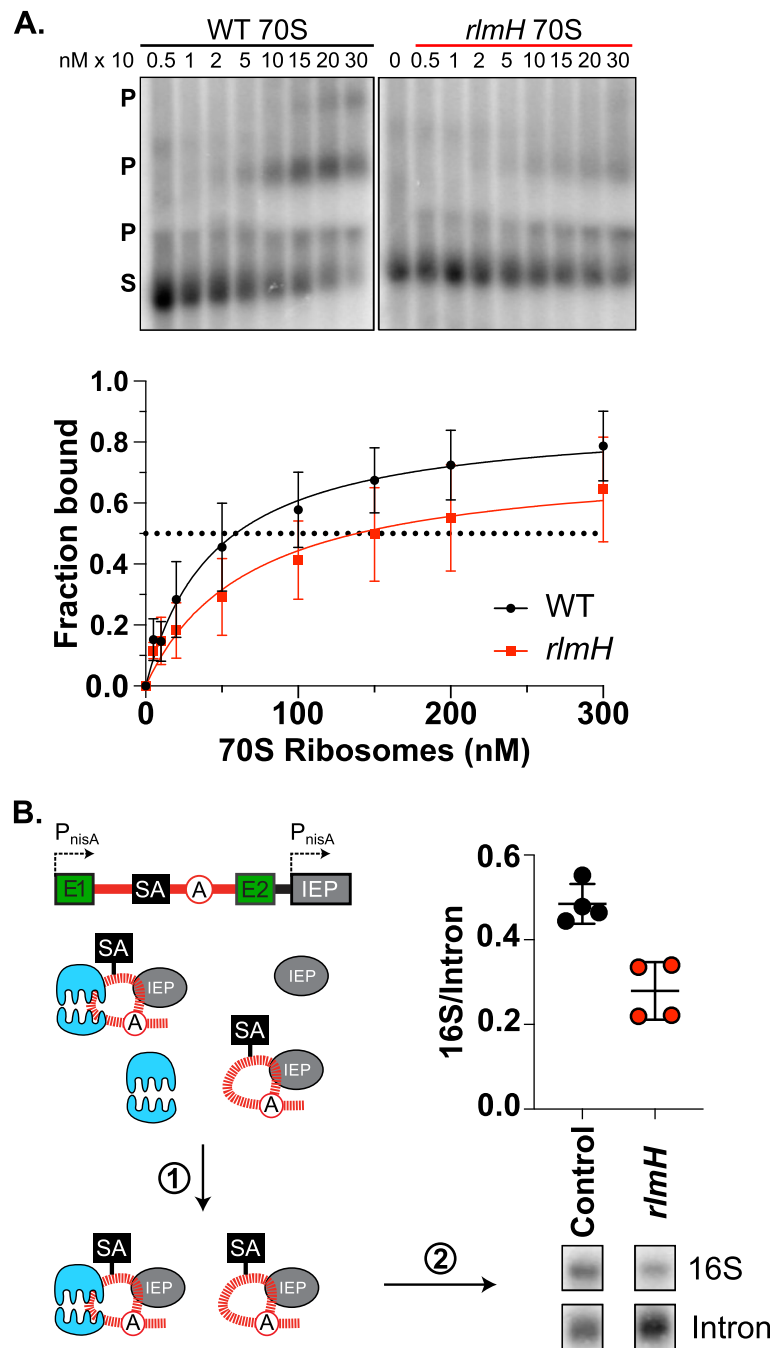 A.
WT 70S
rlmH 70S
nM x 10 0.5 1 2 5 10 15 20 30 0 0.5 1 2 5 10 15 20 30
P
P
P
S
1.0
0.8
0.6
0.4
0.2
0.0
Fraction bound
WT
rlmH
0 100 200 300
70S Ribosomes (nM)
B.
PnisA PnisA
E1 SA A E2 IEP
SA
IEP
A
IEP
SA
IEP
A
1
SA
IEP
A
SA
IEP
A
2
0.6
0.4
0.2
0.0
16S/Intron
Control
rlmH
16S
Intron